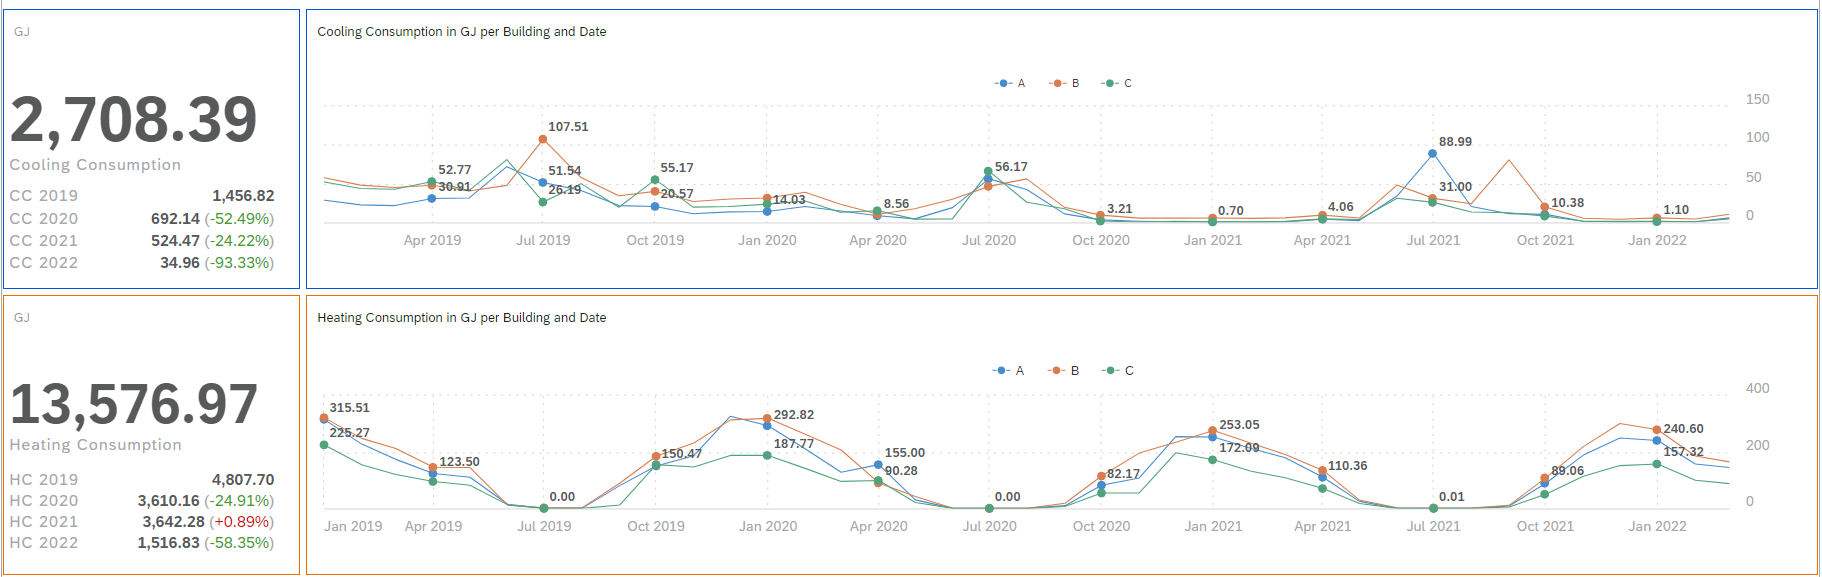 GJ
2,708.39
Cooling Consumption
CC 2019 1,456.82
CC 2020 692.14 (-52.49%)
CC 2021 524.47 (-24.22%)
CC 2022 34.96 (-93.33%)
Cooling Consumption in GJ per Building and Date
A B C
150
100
50
0
107.51
52.77
30.91
51.54
26.19
55.17
20.57
14.03
8.56
56.17
3.21
0.70
4.06
88.99
31.00
10.38
1.10
Apr 2019 Jul 2019 Oct 2019 Jan 2020 Apr 2020 Jul 2020 Oct 2020 Jan 2021 Apr 2021 Jul 2021 Oct 2021 Jan 2022
GJ
13,576.97
Heating Consumption
HC 2019 4,807.70
HC 2020 3,610.16 (-24.91%)
HC 2021 3,642.28 (+0.89%)
HC 2022 1,516.83 (-58.35%)
Heating Consumption in GJ per Building and Date
A B C
400
200
0
315.51
225.27
123.50
0.00
150.47
292.82
187.77
155.00
90.28
0.00
82.17
253.05
172.09
110.36
0.01
89.06
240.60
157.32
Jan 2019 Apr 2019 Jul 2019 Oct 2019 Jan 2020 Apr 2020 Jul 2020 Oct 2020 Jan 2021 Apr 2021 Jul 2021 Oct 2021 Jan 2022